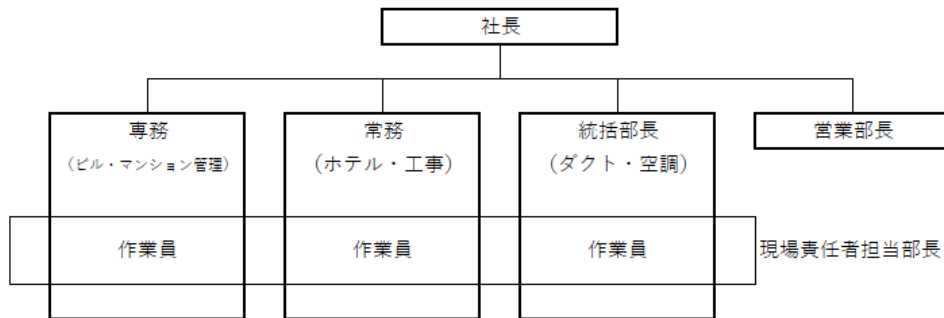 社長
専務
(ビル・マンション管理)
常務
(ホテル・工事)
統括部長
(ダクト・空調)
営業部長
作業員
作業員
作業員
現場責任者担当部長